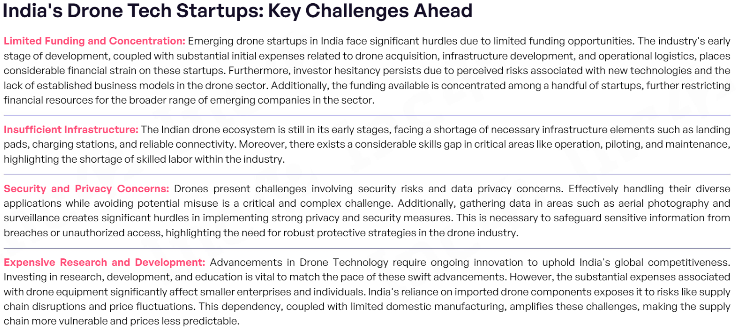 India's Drone Tech Startups: Key Challenges Ahead
Limited Funding and Concentration: Emerging drone startups in India face significant hurdles due to limited funding opportunities. The industry's early
stage of development, coupled with substantial initial expenses related to drone acquisition, infrastructure development, and operational logistics, places
considerable financial strain on these startups. Furthermore, investor hesitancy persists due to perceived risks associated with new technologies and the
lack of established business models in the drone sector. Additionally, the funding available is concentrated among a handful of startups, further restricting
financial resources for the broader range of emerging companies in the sector.
Insufficient Infrastructure: The Indian drone ecosystem is still in its early stages, facing a shortage of necessary infrastructure elements such as landing
pads, charging stations, and reliable connectivity. Moreover, there exists a considerable skills gap in critical areas like operation, piloting, and maintenance,
highlighting the shortage of skilled labor within the industry.
Security and Privacy Concerns: Drones present challenges involving security risks and data privacy concerns. Effectively handling their diverse
applications while avoiding potential misuse is a critical and complex challenge. Additionally, gathering data in areas such as aerial photography and
surveillance creates significant hurdles in implementing strong privacy and security measures. This is necessary to safeguard sensitive information from
breaches or unauthorized access, highlighting the need for robust protective strategies in the drone industry.
Expensive Research and Development: Advancements in Drone Technology require ongoing innovation to uphold India's global competitiveness.
Investing in research, development, and education is vital to match the pace of these swift advancements. However, the substantial expenses associated
with drone equipment significantly affect smaller enterprises and individuals. India's reliance on imported drone components exposes it to risks like supply
chain disruptions and price fluctuations. This dependency, coupled with limited domestic manufacturing, amplifies these challenges, making the supply
chain more vulnerable and prices less predictable.